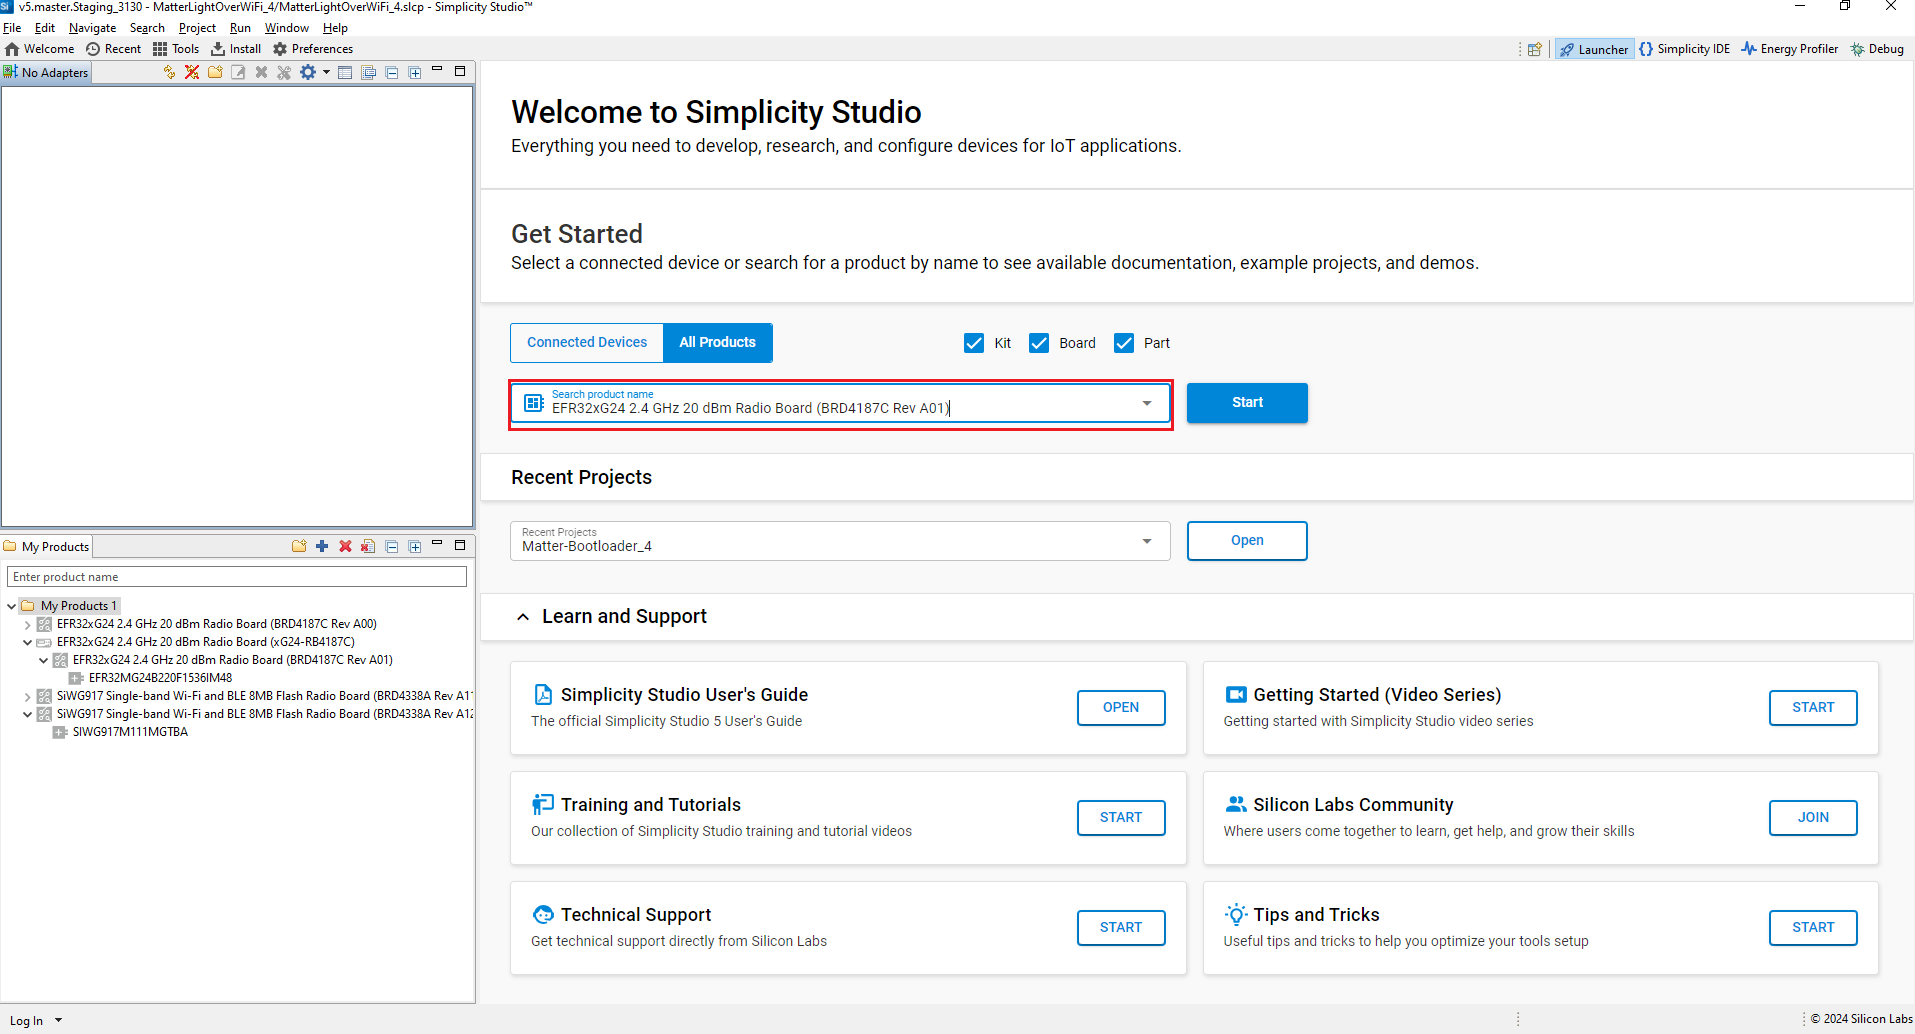 v5.master.Staging_3130 - MatterLightOverWiFi_4/MatterLightOverWiFi_4.slcp - Simplicity Studio™
File Edit Navigate Search Project Run Window Help
Welcome Recent Tools Install Preferences
Launcher Simplicity IDE Energy Profiler Debug
No Adapters
Welcome to Simplicity Studio
Everything you need to develop, research, and configure devices for IoT applications.
Get Started
Select a connected device or search for a product by name to see available documentation, example projects, and demos.
Connected Devices All Products Kit Board Part
Search product name
EFR32xG24 2.4 GHz 20 dBm Radio Board (BRD4187C Rev A01)
Start
Recent Projects
Recent Projects
Matter-Bootloader_4
Open
My Products
Enter product name
My Products 1
EFR32xG24 2.4 GHz 20 dBm Radio Board (BRD4187C Rev A00)
EFR32xG24 2.4 GHz 20 dBm Radio Board (xG24-RB4187C)
EFR32xG24 2.4 GHz 20 dBm Radio Board (BRD4187C Rev A01)
EFR32MG24B220F1536IM48
SiWG917 Single-band Wi-Fi and BLE 8MB Flash Radio Board (BRD4338A Rev A11
SiWG917 Single-band Wi-Fi and BLE 8MB Flash Radio Board (BRD4338A Rev A12
SIWG917M111MGTBA
Learn and Support
Simplicity Studio User's Guide
The official Simplicity Studio 5 User's Guide
OPEN
Getting Started (Video Series)
Getting started with Simplicity Studio video series
START
Training and Tutorials
Our collection of Simplicity Studio training and tutorial videos
START
Silicon Labs Community
Where users come together to learn, get help, and grow their skills
JOIN
Technical Support
Get technical support directly from Silicon Labs
START
Tips and Tricks
Useful tips and tricks to help you optimize your tools setup
START
Log In
© 2024 Silicon Labs